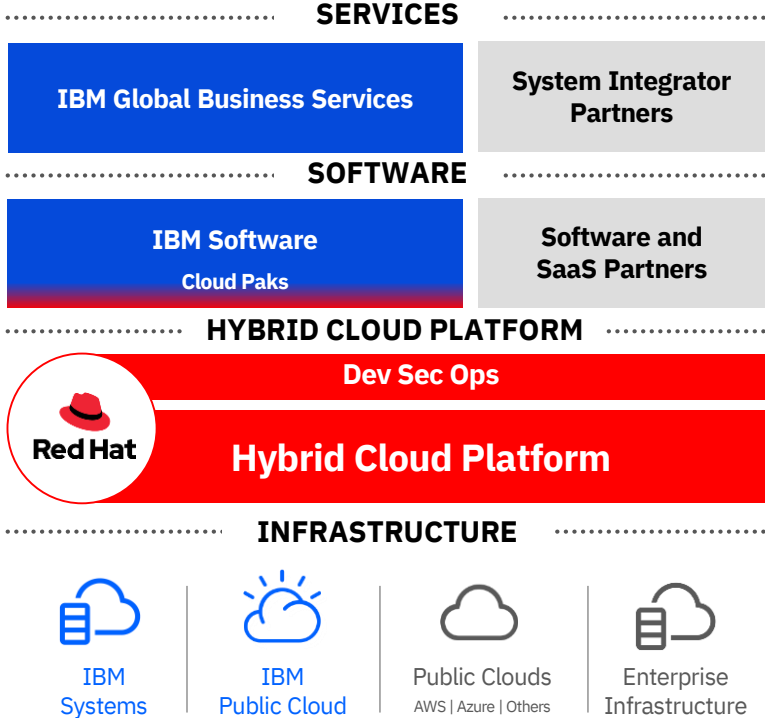 SERVICES
IBM Global Business Services
System Integrator
Partners
SOFTWARE
IBM Software
Cloud Paks
Software and
SaaS Partners
HYBRID CLOUD PLATFORM
Dev Sec Ops
Red Hat
Hybrid Cloud Platform
INFRASTRUCTURE
IBM
Systems
IBM
Public Cloud
Public Clouds
AWS | Azure | Others
Enterprise
Infrastructure